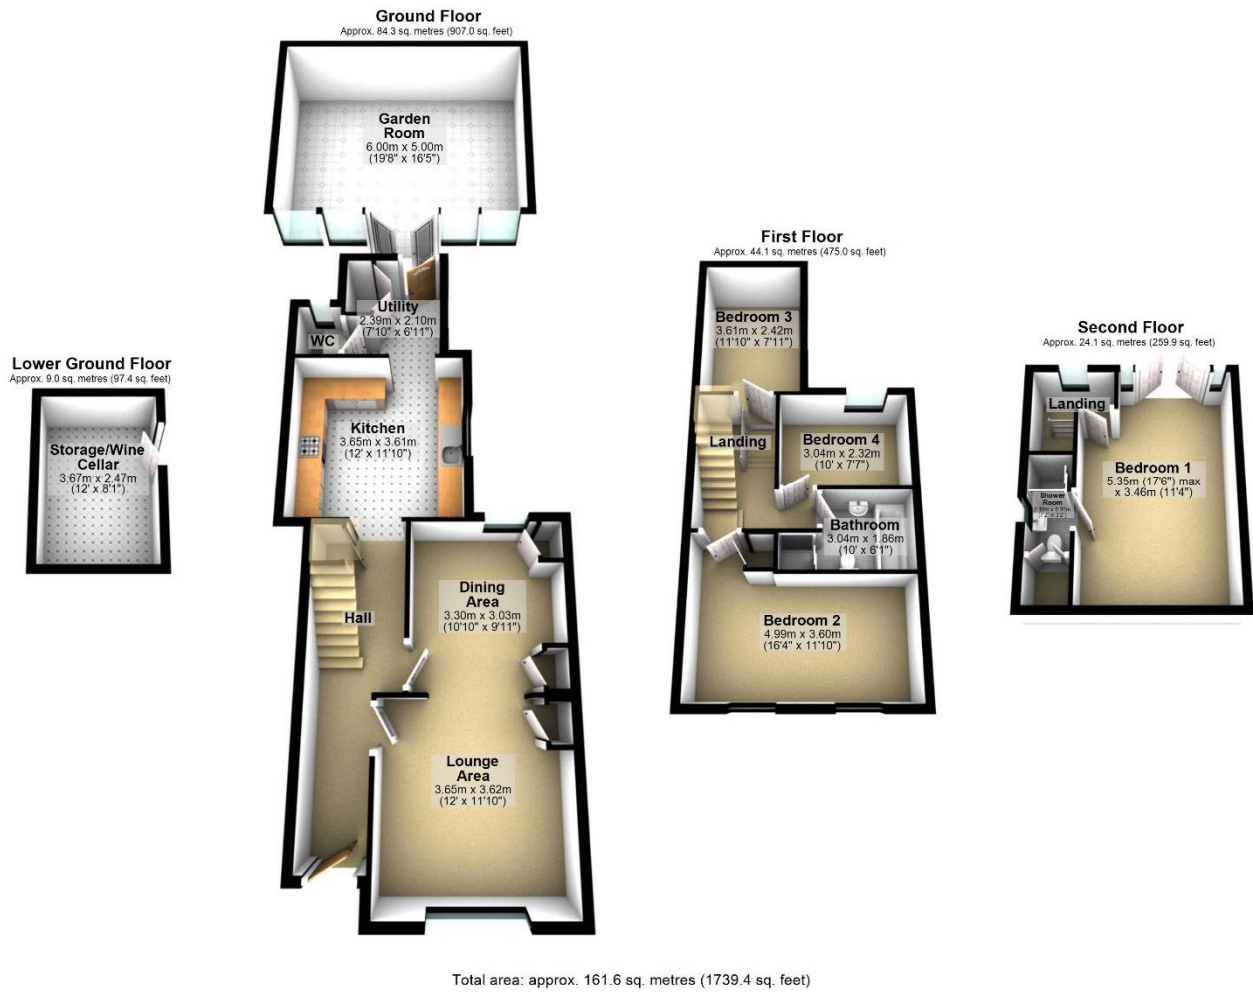 Ground Floor
Approx. 84.3 sq. metres (907.0 sq. feet)
Garden
Room
6.00m x 5.00m
(19'8" x 16'5")
Utility
2.39m x 2.10m
(7'10" x 6'11")
WC
Kitchen
3.65m x 3.61m
(12' x 11'10")
Hall
Dining
Area
3.30m x 3.03m
(10'10" x 9'11")
Lounge
Area
3.65m x 3.62m
(12' x 11'10")
Lower Ground Floor
Approx. 9.0 sq. metres (97.4 sq. feet)
Storage/Wine
Cellar
3.67m x 2.47m
(12' x 8'1")
First Floor
Approx. 44.1 sq. metres (475.0 sq. feet)
Bedroom 3
3.61m x 2.42m
(11'10" x 7'11")
Landing
Bedroom 4
3.04m x 2.32m
(10' x 7'7")
Bathroom
3.04m x 1.86m
(10' x 6'1")
Bedroom 2
4.99m x 3.60m
(16'4" x 11'10")
Second Floor
Approx. 24.1 sq. metres (259.9 sq. feet)
Landing
Bedroom 1
5.35m (17'6") max
x 3.46m (11'4")
Shower
Room
Total area: approx. 161.6 sq. metres (1739.4 sq. feet)